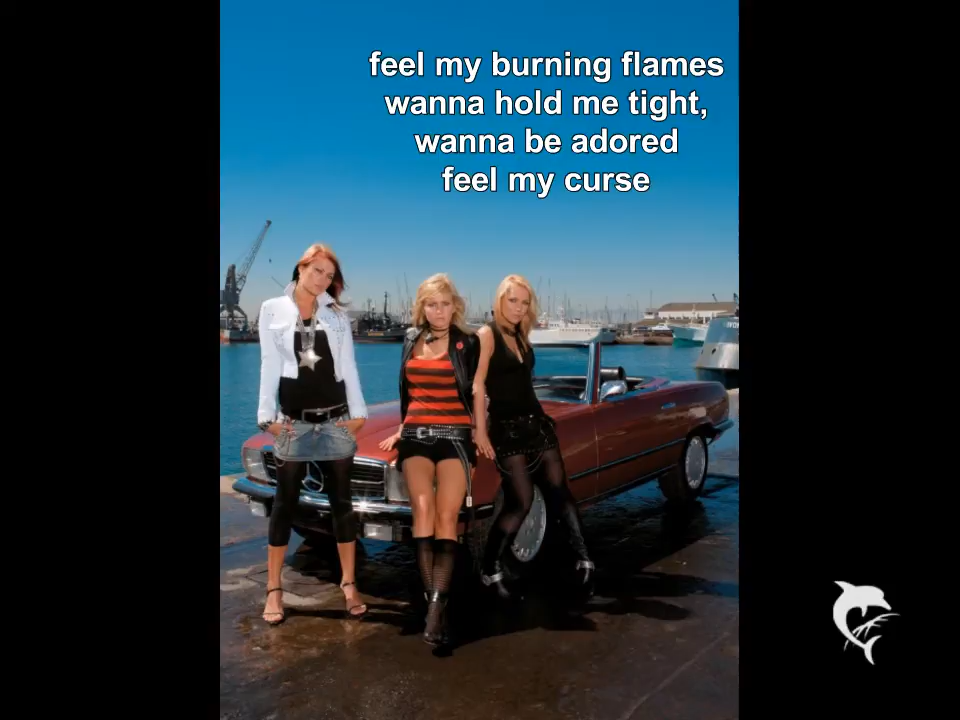 feel my burning flames
wanna hold me tight,
wanna be adored
feel my curse